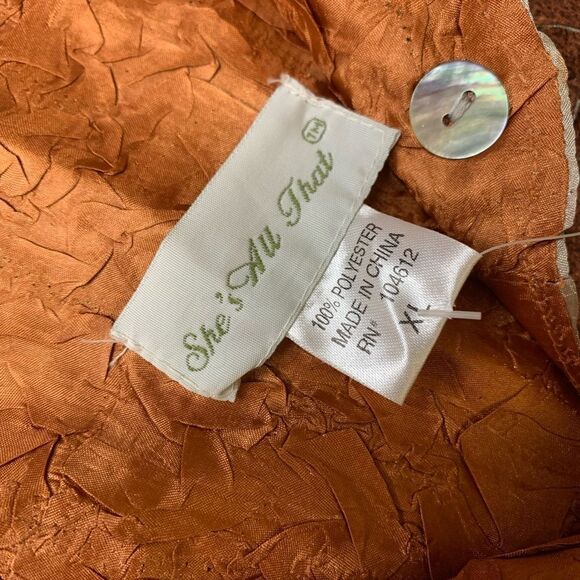 She's All That TM
100% POLYESTER
MADE IN CHINA
RN# 104612
XL